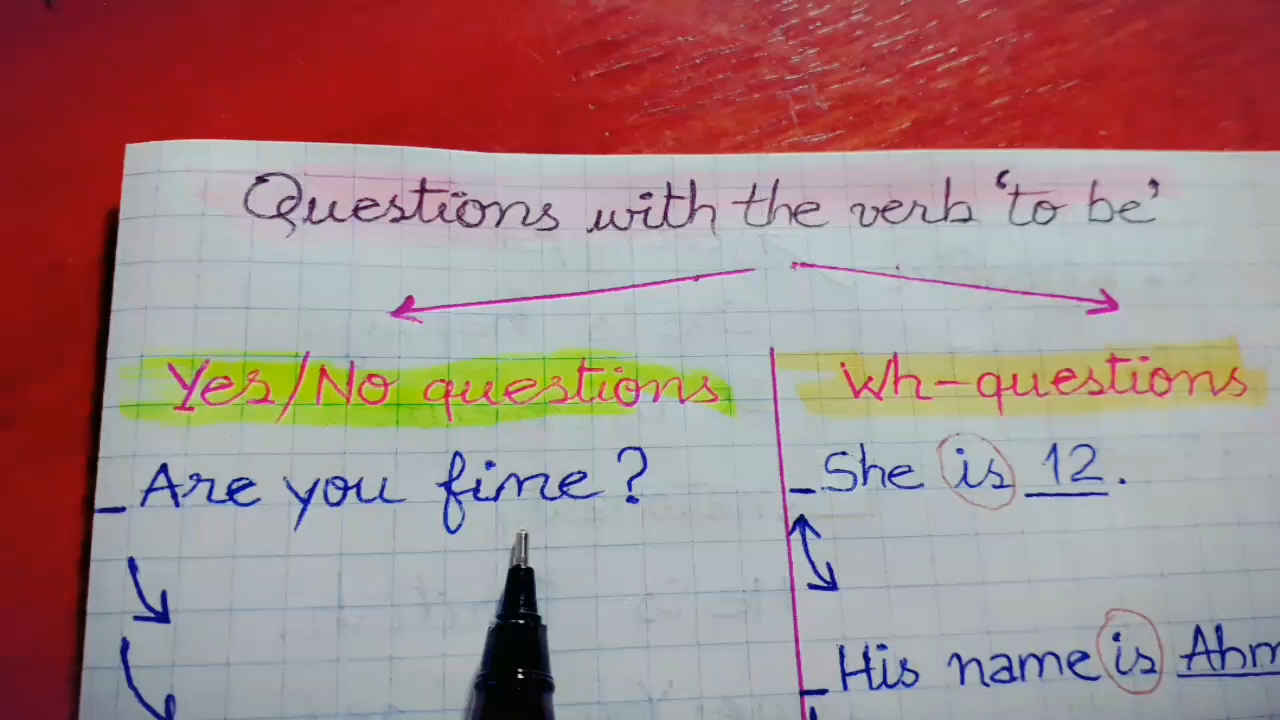 Questions with the verb 'to be'
Yes/No questions
Are you fine?
Wh-questions
She is 12.
His name is